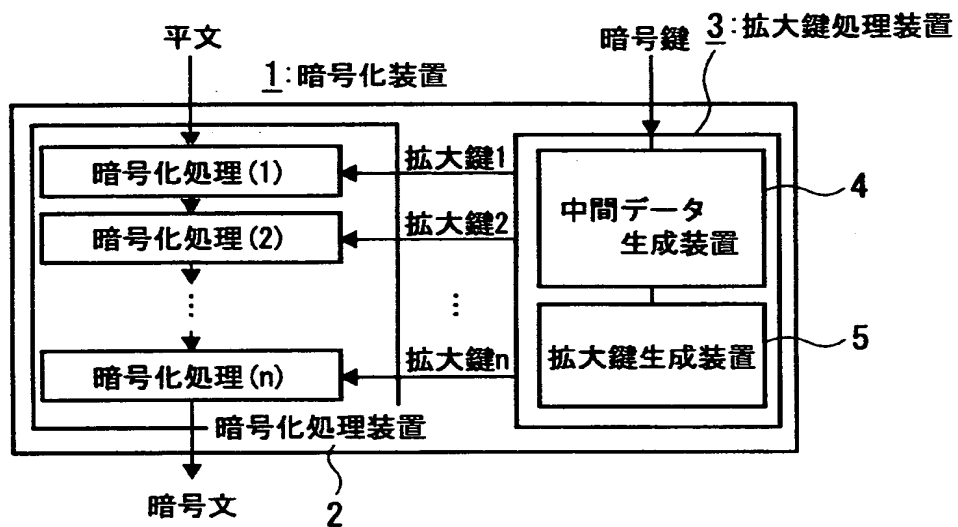 平文
1:暗号化装置
暗号鍵
3:拡大鍵処理装置
暗号化処理(1)
拡大鍵1
暗号化処理(2)
拡大鍵2
⋮
⋮
暗号化処理(n)
拡大鍵n
中間データ
生成装置
4
拡大鍵生成装置
5
暗号化処理装置
2
暗号文